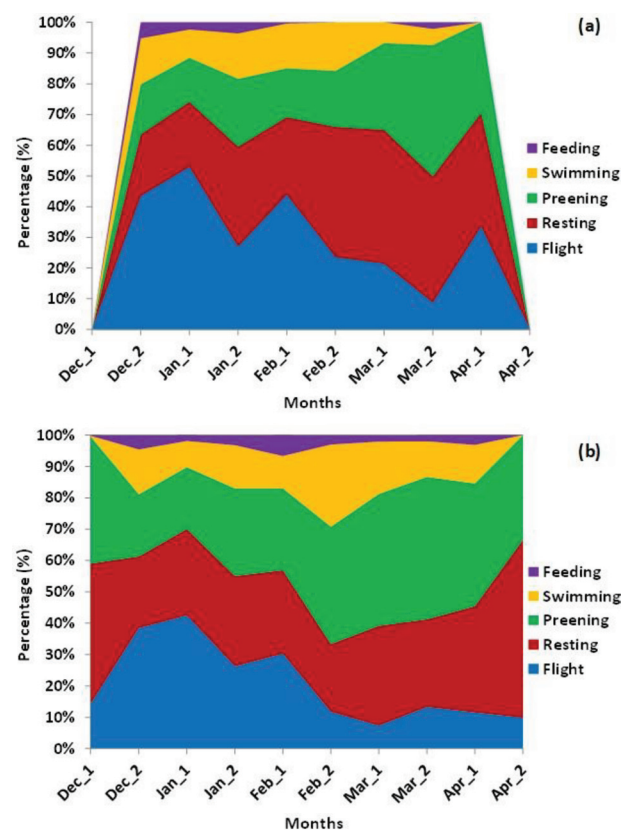 (a)
100%
90%
80%
70%
60%
50%
40%
30%
20%
10%
0%
Percentage (%)
Feeding
Swimming
Preening
Resting
Flight
Dec_1
Dec_2
Jan_1
Jan_2
Feb_1
Feb_2
Mar_1
Mar_2
Apr_1
Apr_2
Months
(b)
100%
90%
80%
70%
60%
50%
40%
30%
20%
10%
0%
Percentage (%)
Feeding
Swimming
Preening
Resting
Flight
Dec_1
Dec_2
Jan_1
Jan_2
Feb_1
Feb_2
Mar_1
Mar_2
Apr_1
Apr_2
Months